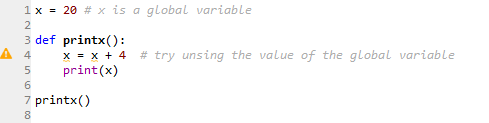 1 x = 20 # x is a global variable
2
3 def printx():
4     x = x + 4  # try unsing the value of the global variable
5     print(x)
6
7 printx()
8